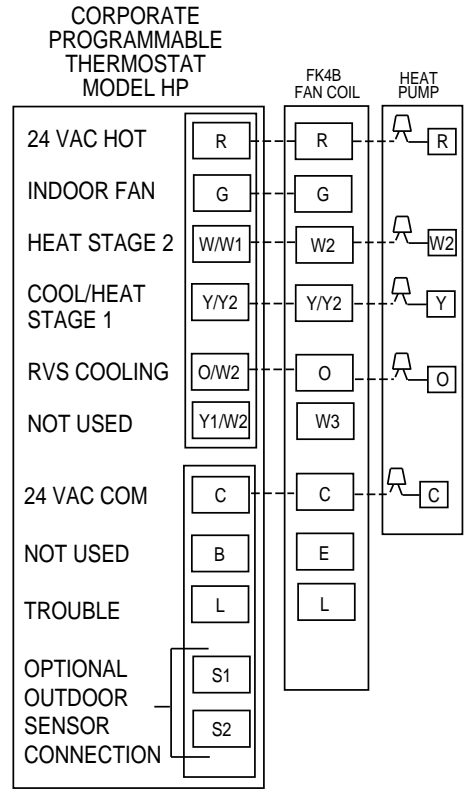 CORPORATE
PROGRAMMABLE
THERMOSTAT
MODEL HP
FK4B
FAN COIL
HEAT
PUMP
24 VAC HOT R R R
INDOOR FAN G G
HEAT STAGE 2 W/W1 W2 W2
COOL/HEAT
STAGE 1 Y/Y2 Y/Y2 Y
RVS COOLING O/W2 O O
NOT USED Y1/W2 W3
24 VAC COM C C C
NOT USED B E
TROUBLE L L
OPTIONAL S1
OUTDOOR
SENSOR S2
CONNECTION